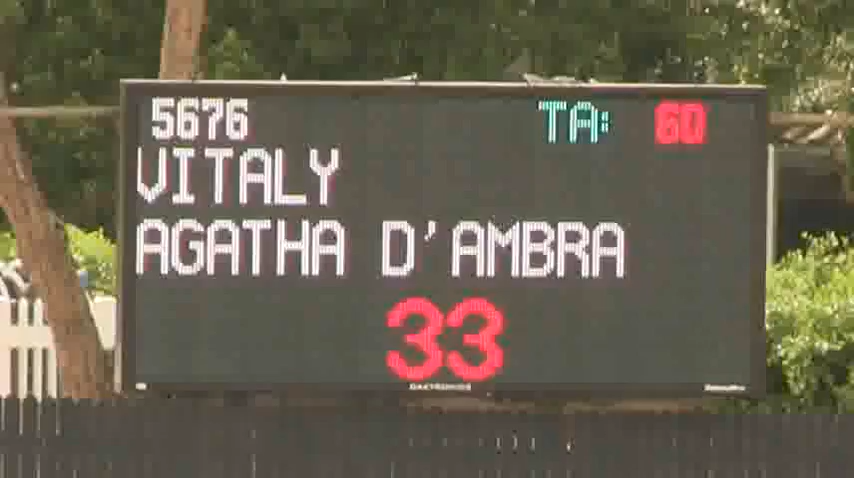 5676 TA: 60
VITALY
AGATHA D'AMBRA
33
DAKTRONICS